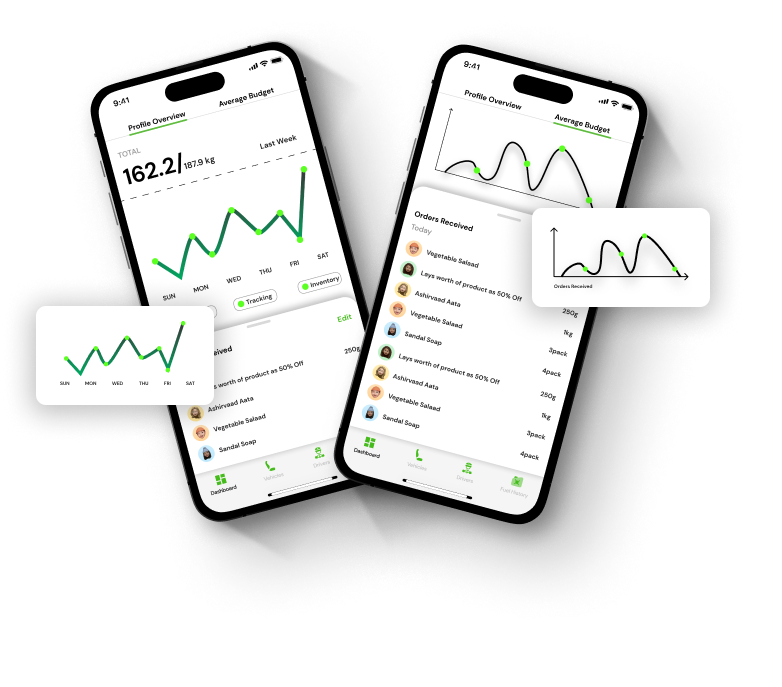 9:41
Profile Overview
Average Budget
TOTAL
162.2/187.9 kg
Last Week
SUN MON WED THU FRI SAT
Tracking
Inventory
Edit
ceived
s worth of product as 50% Off
250g
Ashirvaad Aata
Vegetable Salaad
Sandal Soap
Dashboard
Vehicles
Drivers
SUN MON WED THU FRI SAT
9:41
Profile Overview
Average Budget
Orders Received
Today
Vegetable Salaad
Lays worth of product as 50% Off
250g
Ashirvaad Aata
1kg
Vegetable Salaad
3pack
Sandal Soap
4pack
Lays worth of product as 50% Off
250g
Ashirvaad Aata
1kg
Vegetable Salaad
3pack
Sandal Soap
4pack
Dashboard
Vehicles
Drivers
Fuel History
Orders Received